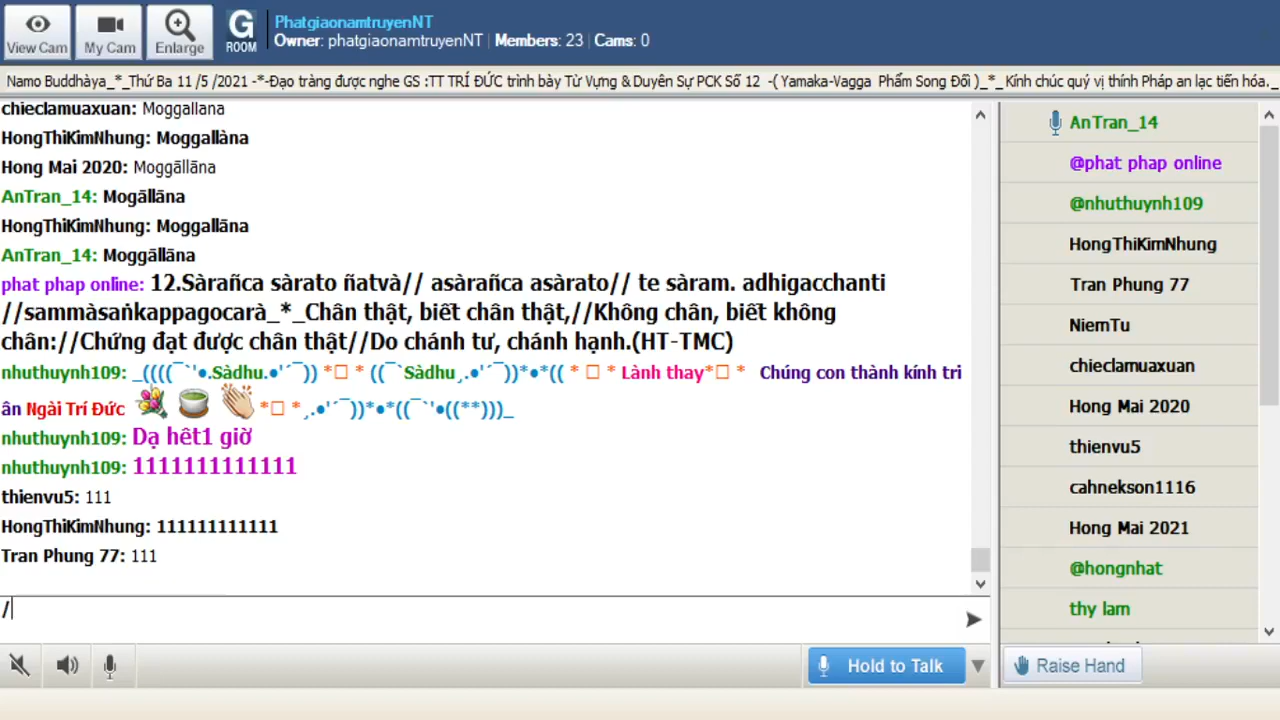 View Cam
My Cam
Enlarge
G
ROOM
PhatgiaonamtruyenNT
Owner: phatgiaonamtruyenNT | Members: 23 | Cams: 0
Namo Buddhàya_*_Thứ Ba 11 /5 /2021 -*-Đạo tràng được nghe GS :TT TRÍ ĐỨC trình bày Từ Vựng & Duyên Sự PCK Số 12 -( Yamaka-Vagga Phẩm Song Đối )_*_ Kính chúc quý vị thính Pháp an lạc tiến hóa._
chieclamuaxuan: Moggallana
HongThiKimNhung: Moggallàna
Hong Mai 2020: Moggāllāna
AnTran_14: Mogāllāna
HongThiKimNhung: Moggallāna
AnTran_14: Moggāllāna
phat phap online: 12.Sàrañca sàrato ñatvà// asàrañca asàrato// te sàram. adhigacchanti
//sammàsaṅkappagocarà_*_Chân thật, biết chân thật,//Không chân, biết không
chân://Chứng đạt được chân thật//Do chánh tư, chánh hạnh.(HT-TMC)
nhuthuynh109: _((((¯`'●.Sàdhu.●'´¯)) *□ * ((¯`Sàdhu¸.●'´¯))*●*(( * □ * Lành thay*□ * Chúng con thành kính tri
ân Ngài Trí Đức *□ *¸.●'´¯))*●*((¯`'●((**)))_
nhuthuynh109: Dạ hêt1 giờ
nhuthuynh109: 1111111111111
thienvu5: 111
HongThiKimNhung: 111111111111
Tran Phung 77: 111
/
Hold to Talk
AnTran_14
@phat phap online
@nhuthuynh109
HongThiKimNhung
Tran Phung 77
NiemTu
chieclamuaxuan
Hong Mai 2020
thienvu5
cahnekson1116
Hong Mai 2021
@hongnhat
thy lam
Raise Hand